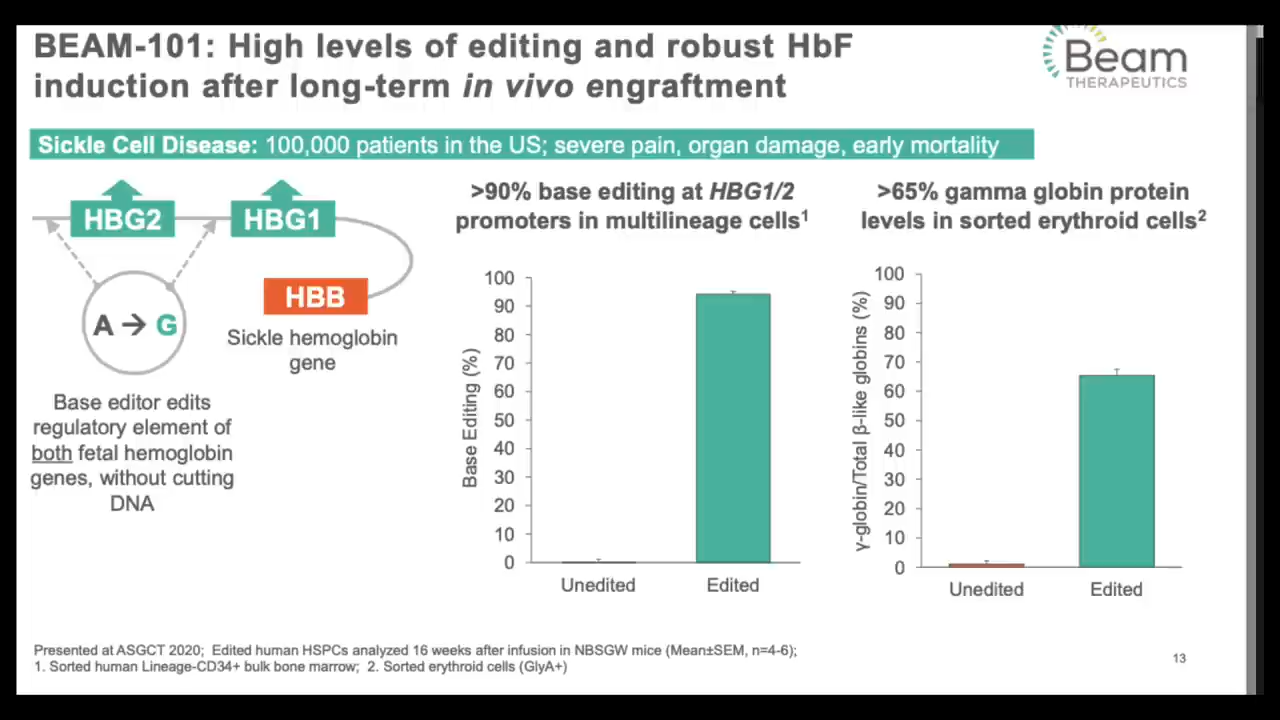 BEAM-101: High levels of editing and robust HbF
induction after long-term in vivo engraftment
Beam
THERAPEUTICS
Sickle Cell Disease: 100,000 patients in the US; severe pain, organ damage, early mortality
HBG2
HBG1
HBB
A → G
Sickle hemoglobin
gene
Base editor edits
regulatory element of
both fetal hemoglobin
genes, without cutting
DNA
>90% base editing at HBG1/2
promoters in multilineage cells¹
Base Editing (%)
100
90
80
70
60
50
40
30
20
10
0
Unedited
Edited
>65% gamma globin protein
levels in sorted erythroid cells²
γ-globin/Total β-like globins (%)
100
90
80
70
60
50
40
30
20
10
0
Unedited
Edited
Presented at ASGCT 2020; Edited human HSPCs analyzed 16 weeks after infusion in NBSGW mice (Mean±SEM, n=4-6);
1. Sorted human Lineage-CD34+ bulk bone marrow; 2. Sorted erythroid cells (GlyA+)
13